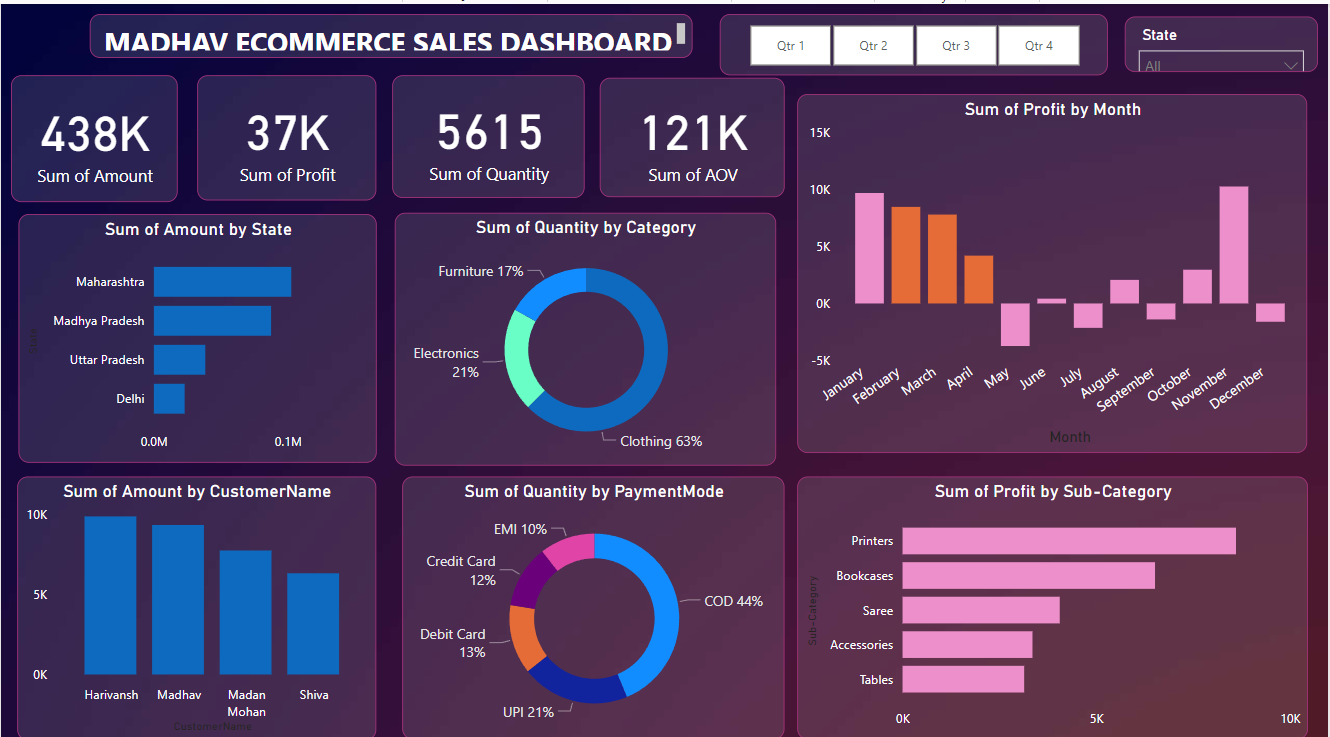 MADHAV ECOMMERCE SALES DASHBOARD
Qtr 1
Qtr 2
Qtr 3
Qtr 4
State
All
438K
Sum of Amount
37K
Sum of Profit
5615
Sum of Quantity
121K
Sum of AOV
Sum of Profit by Month
15K
10K
5K
0K
-5K
January
February
March
April
May
June
July
August
September
October
November
December
Month
Sum of Amount by State
Maharashtra
Madhya Pradesh
Uttar Pradesh
Delhi
0.0M
0.1M
State
Sum of Quantity by Category
Furniture 17%
Electronics
21%
Clothing 63%
Sum of Amount by CustomerName
10K
5K
0K
Harivansh
Madhav
Madan
Mohan
Shiva
CustomerName
Sum of Quantity by PaymentMode
EMI 10%
Credit Card
12%
Debit Card
13%
UPI 21%
COD 44%
Sum of Profit by Sub-Category
Sub-Category
Printers
Bookcases
Saree
Accessories
Tables
0K
5K
10K